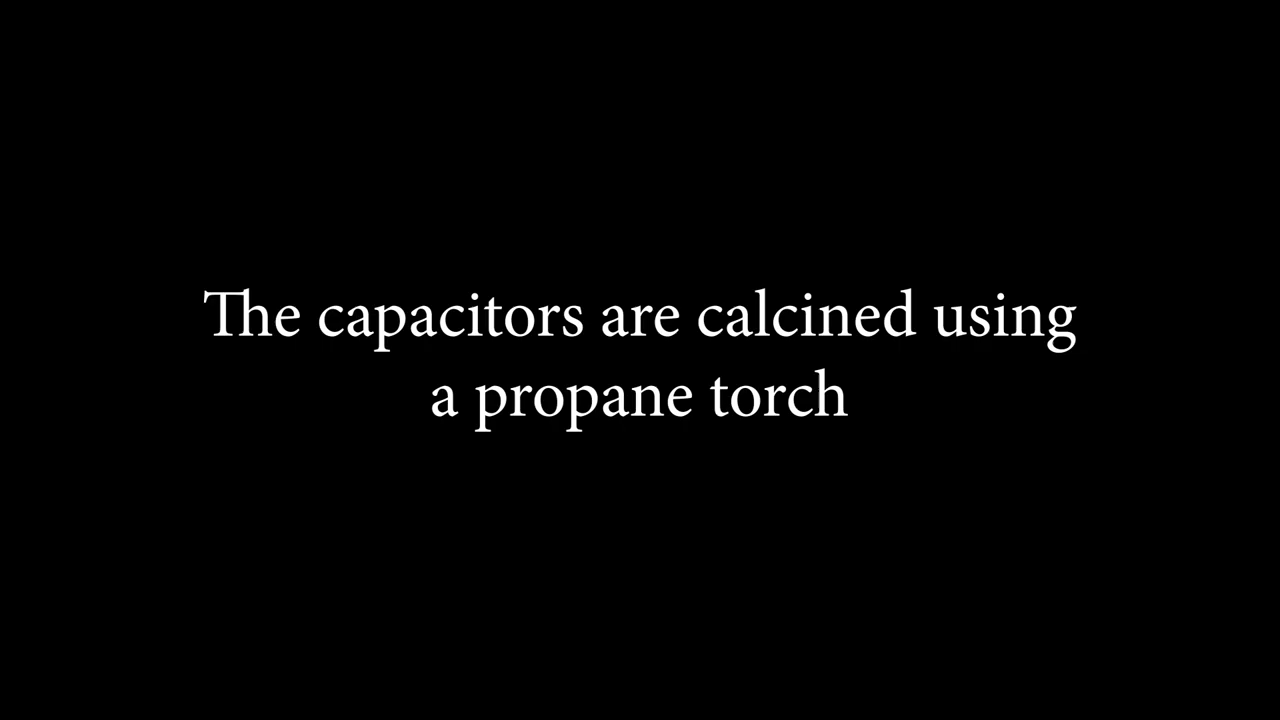 The capacitors are calcined using
a propane torch